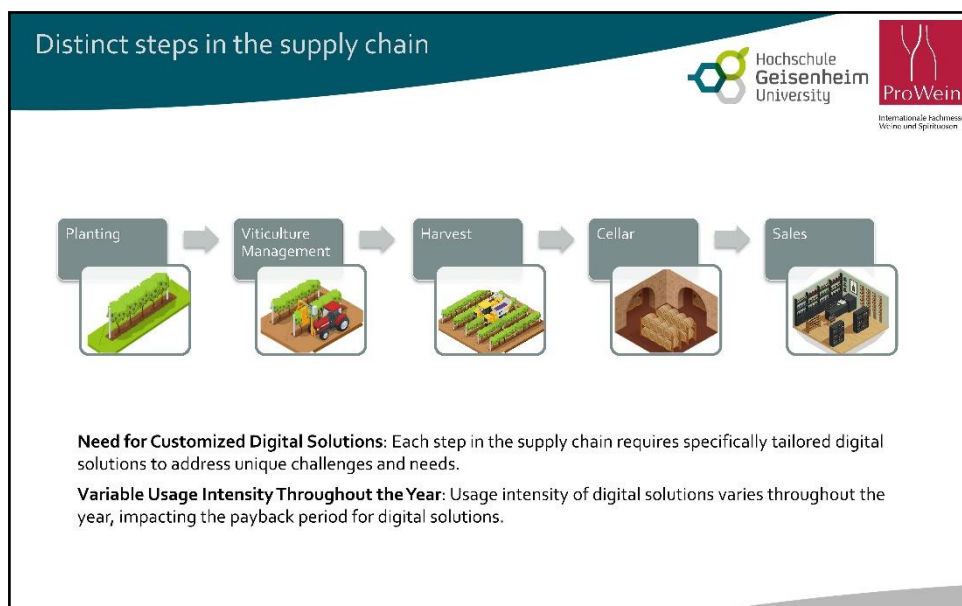 Distinct steps in the supply chain
Hochschule
Geisenheim
University
ProWein
Internationale Fachmesse
Weine und Spirituosen
Planting
Viticulture
Management
Harvest
Cellar
Sales
Need for Customized Digital Solutions: Each step in the supply chain requires specifically tailored digital
solutions to address unique challenges and needs.
Variable Usage Intensity Throughout the Year: Usage intensity of digital solutions varies throughout the
year, impacting the payback period for digital solutions.